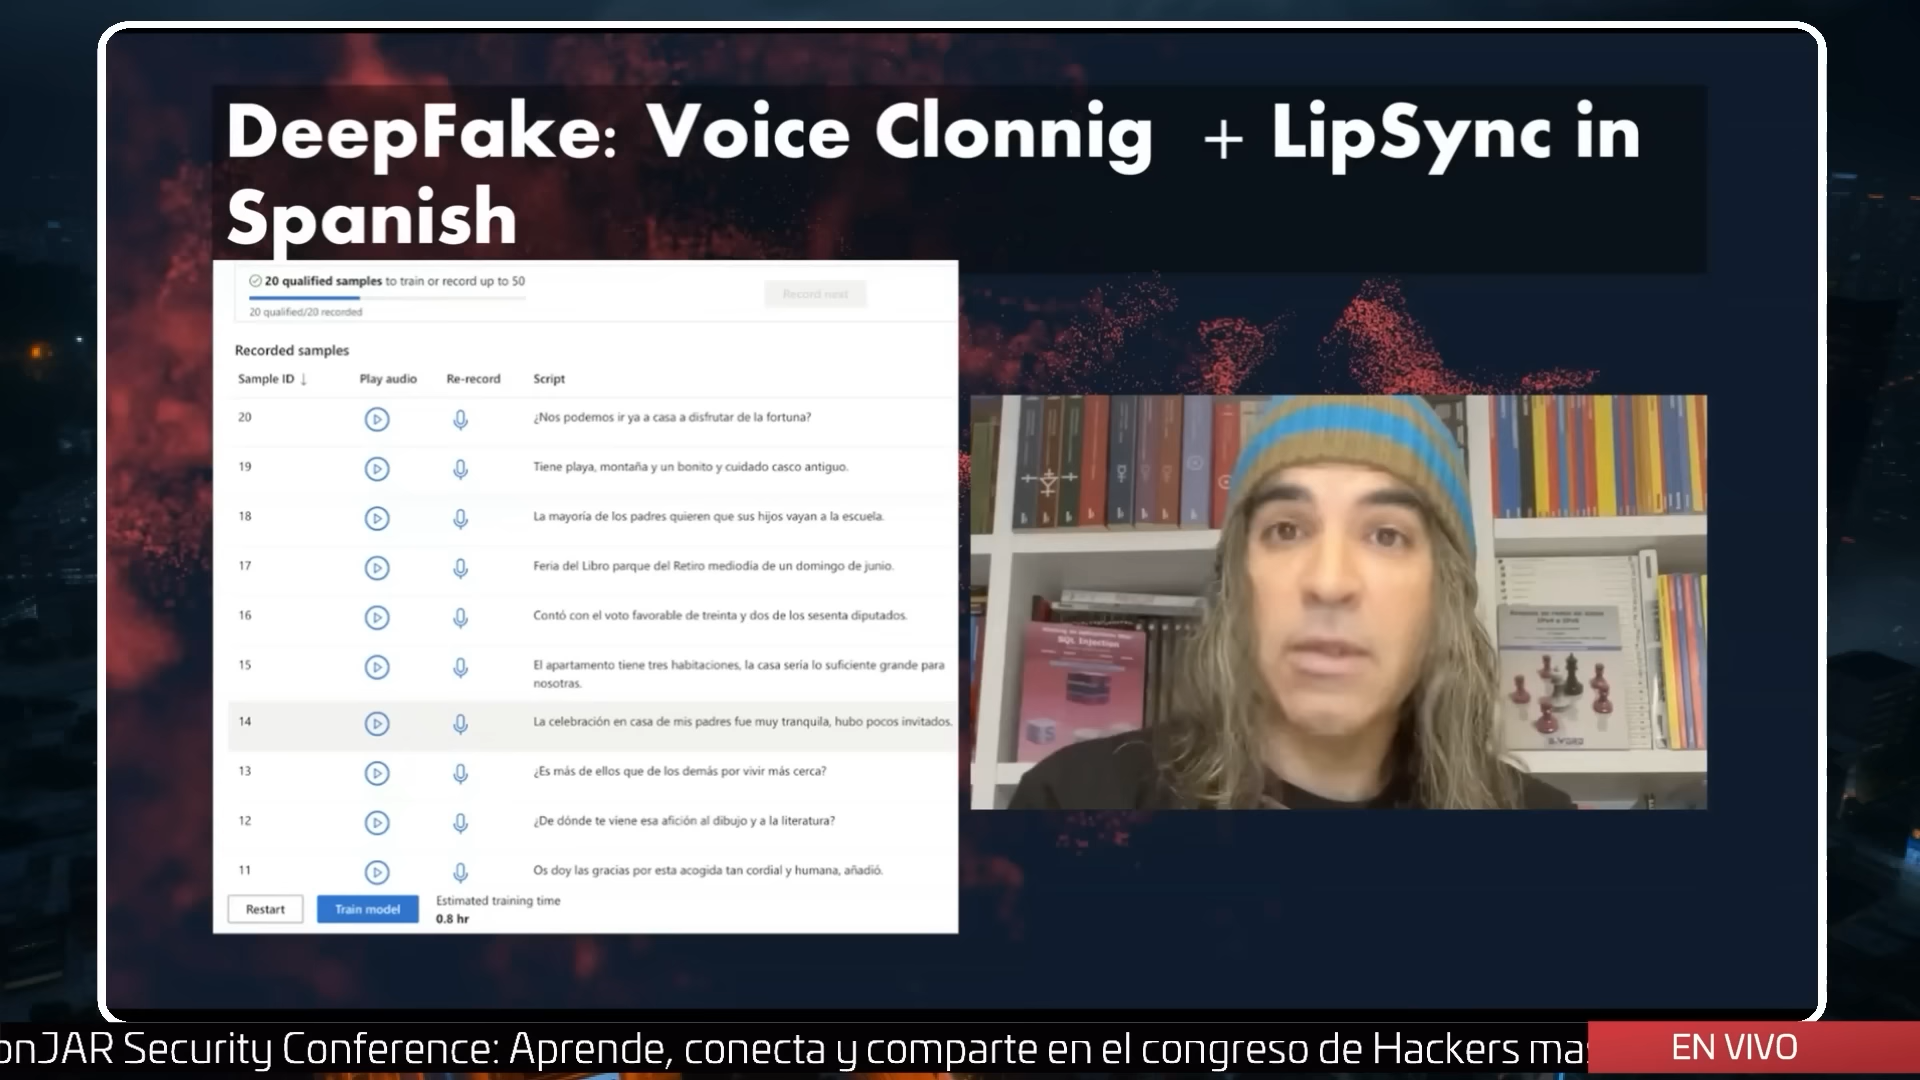 DeepFake: Voice Clonnig + LipSync in
Spanish
20 qualified samples to train or record up to 50
Record next
20 qualified/20 recorded
Recorded samples
Sample ID ↓ Play audio Re-record Script
20 ¿Nos podemos ir ya a casa a disfrutar de la fortuna?
19 Tiene playa, montaña y un bonito y cuidado casco antiguo.
18 La mayoría de los padres quieren que sus hijos vayan a la escuela.
17 Feria del Libro parque del Retiro mediodía de un domingo de junio.
16 Contó con el voto favorable de treinta y dos de los sesenta diputados.
15 El apartamento tiene tres habitaciones, la casa sería lo suficiente grande para
nosotras.
14 La celebración en casa de mis padres fue muy tranquila, hubo pocos invitados.
13 ¿Es más de ellos que de los demás por vivir más cerca?
12 ¿De dónde te viene esa afición al dibujo y a la literatura?
11 Os doy las gracias por esta acogida tan cordial y humana, añadió.
Restart Train model Estimated training time
0.8 hr
SQL Injection
onJAR Security Conference: Aprende, conecta y comparte en el congreso de Hackers mas
EN VIVO